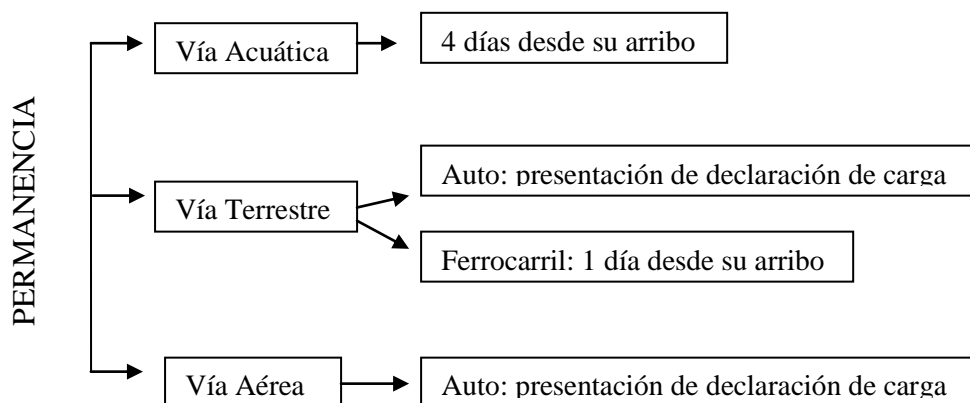 PERMANENCIA
Vía Acuática
4 días desde su arribo
Vía Terrestre
Auto: presentación de declaración de carga
Ferrocarril: 1 día desde su arribo
Vía Aérea
Auto: presentación de declaración de carga